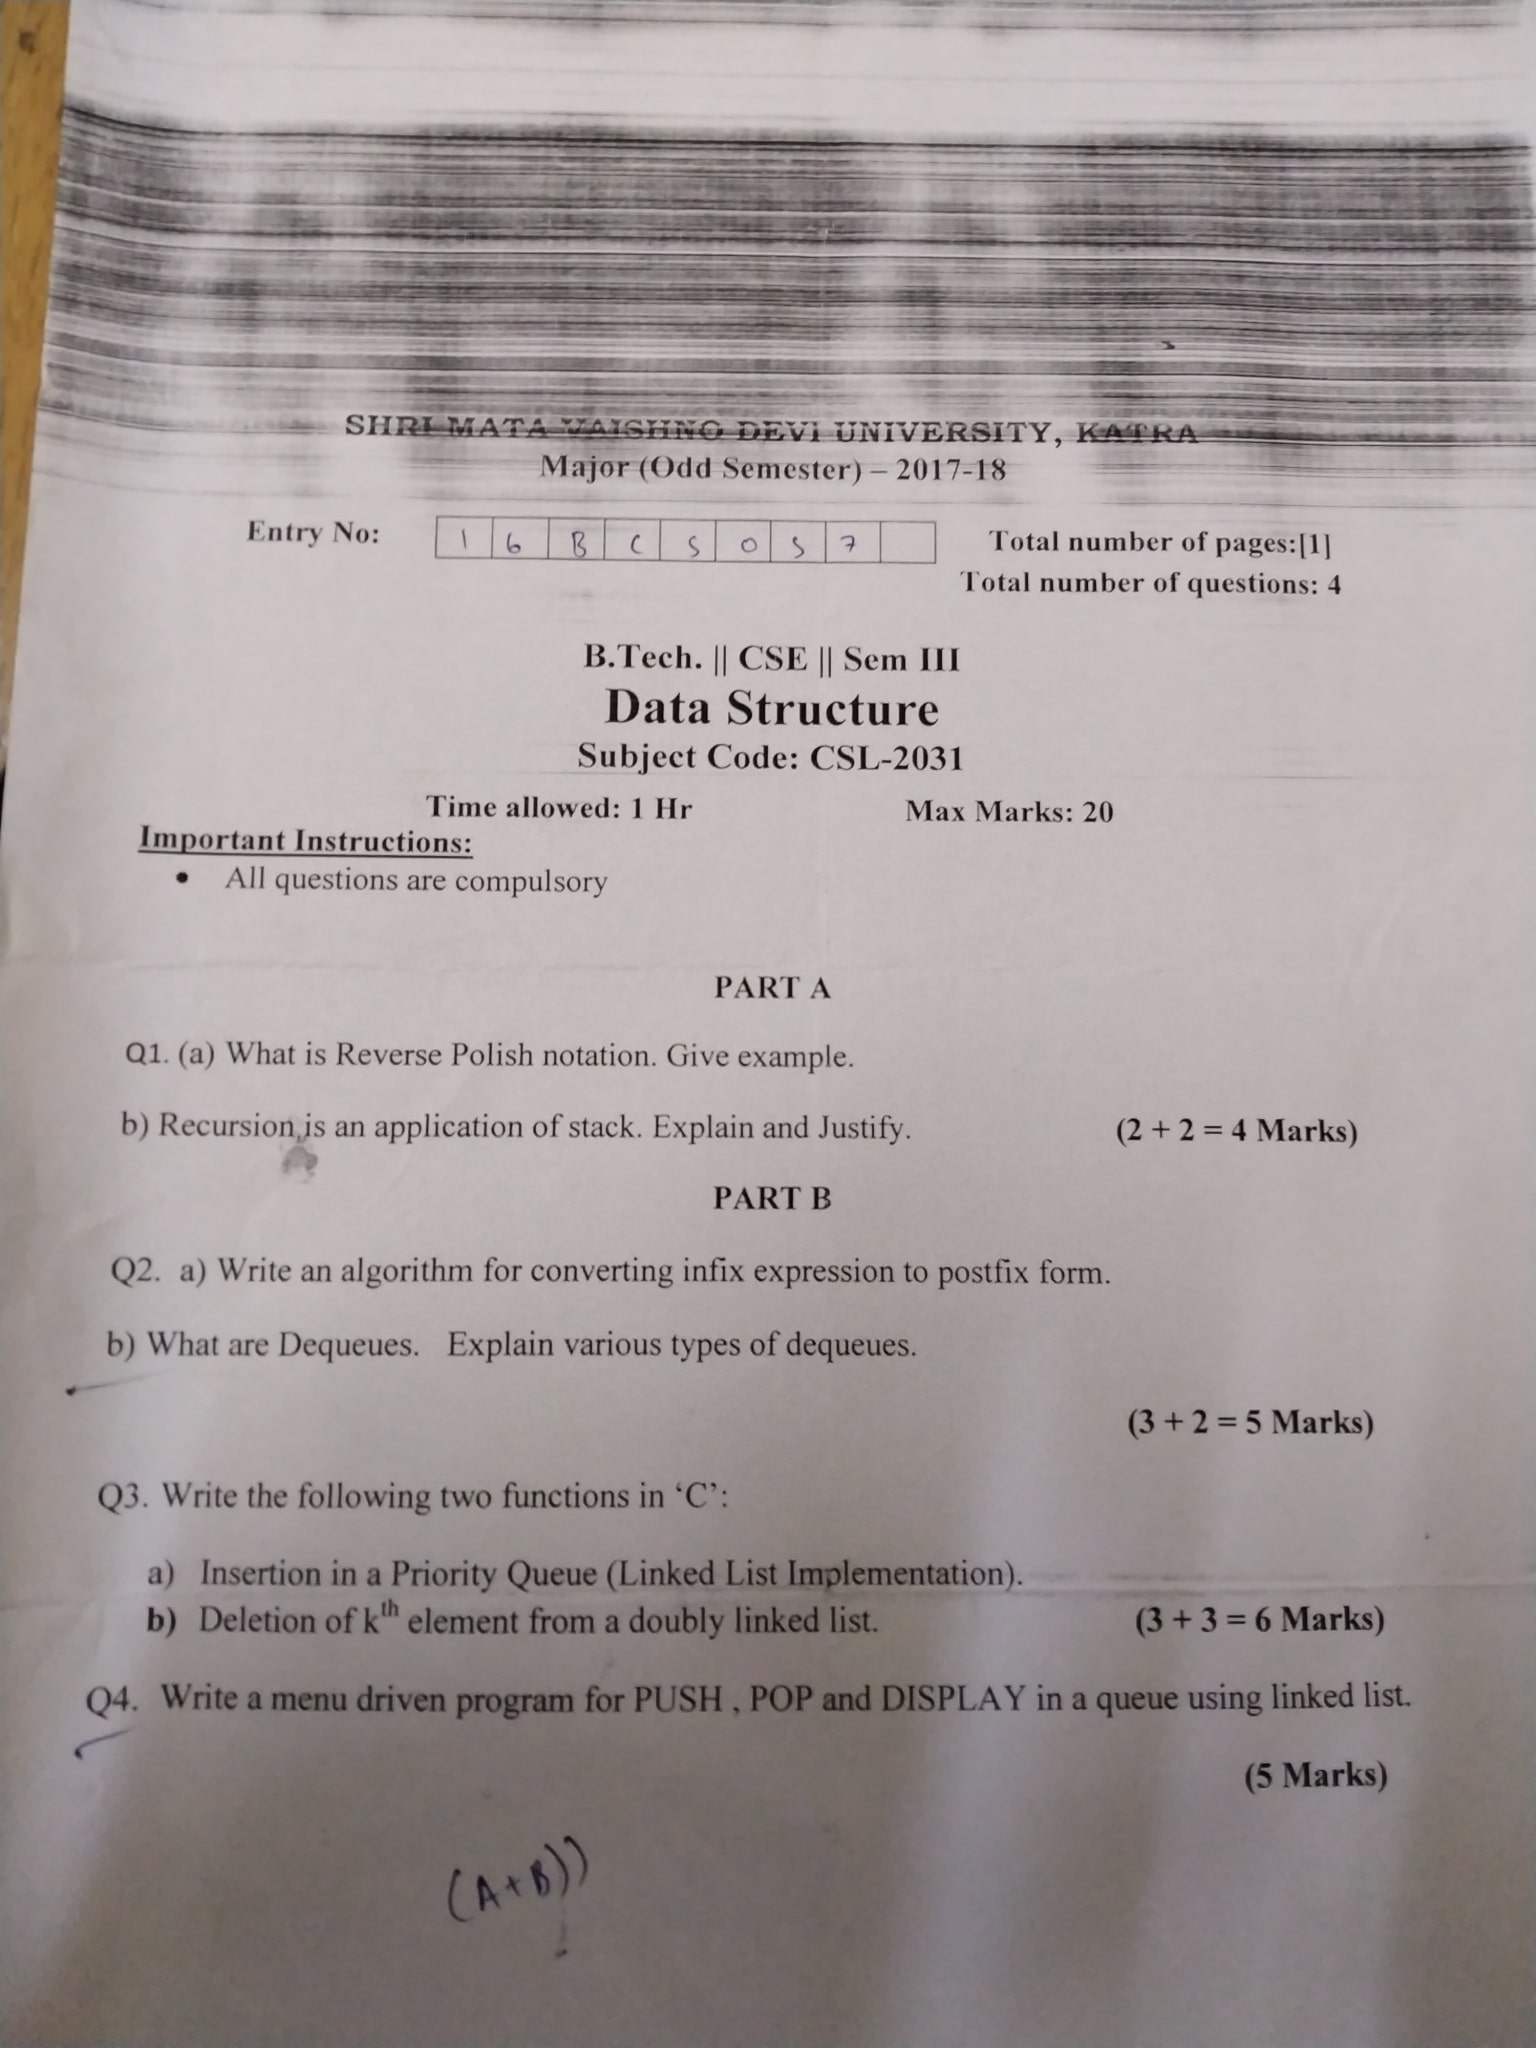 SHRI MATA VAISHNO DEVI UNIVERSITY, KATRA
Major (Odd Semester) – 2017-18
Entry No: 16BCS057 Total number of pages:[1]
Total number of questions: 4
B.Tech. || CSE || Sem III
Data Structure
Subject Code: CSL-2031
Time allowed: 1 Hr Max Marks: 20
Important Instructions:
• All questions are compulsory
PART A
Q1. (a) What is Reverse Polish notation. Give example.
b) Recursion is an application of stack. Explain and Justify. (2 + 2 = 4 Marks)
PART B
Q2. a) Write an algorithm for converting infix expression to postfix form.
b) What are Dequeues. Explain various types of dequeues.
(3 + 2 = 5 Marks)
Q3. Write the following two functions in ‘C’:
a) Insertion in a Priority Queue (Linked List Implementation).
b) Deletion of kth element from a doubly linked list. (3 + 3 = 6 Marks)
Q4. Write a menu driven program for PUSH , POP and DISPLAY in a queue using linked list.
(5 Marks)
(A+B))